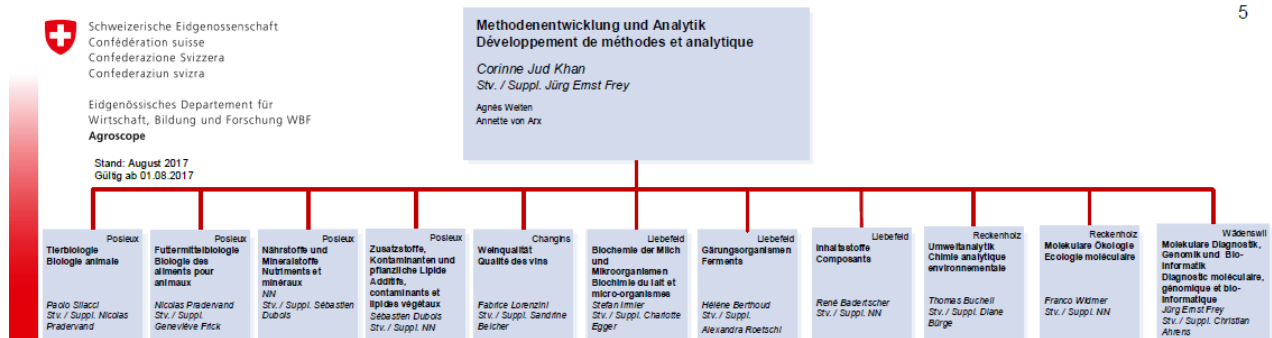 5
Schweizerische Eidgenossenschaft
Confédération suisse
Confederazione Svizzera
Confederaziun svizra
Eidgenössisches Departement für
Wirtschaft, Bildung und Forschung WBF
Agroscope
Stand: August 2017
Gültig ab 01.08.2017
Methodenentwicklung und Analytik
Développement de méthodes et analytique
Corinne Jud Khan
Stv. / Suppl. Jürg Ernst Frey
Agnès Weiten
Annette von Arx
Posieux
Tierbiologie
Biologie animale
Paolo Silacci
Stv. / Suppl. Nicolas
Pradervand
Posieux
Futtermittelbiologie
Biologie des
aliments pour
animaux
Nicolas Pradervand
Stv. / Suppl.
Geneviève Frick
Posieux
Nährstoffe und
Mineralstoffe
Nutriments et
minéraux
NN
Stv. / Suppl. Sébastien
Dubois
Posieux
Zusatzstoffe,
Kontaminanten und
pflanzliche Lipide
Additifs,
contaminants et
lipides végétaux
Sébastien Dubois
Stv. / Suppl. NN
Changins
Weinqualität
Qualité des vins
Fabrice Lorenzini
Stv. / Suppl. Sandrine
Belcher
Liebefeld
Biochemie der Milch
und
Mikroorganismen
Biochimie du lait et
micro-organismes
Stefan Irmler
Stv. / Suppl. Charlotte
Egger
Liebefeld
Gärungsorganismen
Ferments
Hélène Berthoud
Stv. / Suppl.
Alexandra Roetschi
Liebefeld
Inhaltsstoffe
Composants
René Badertscher
Stv. / Suppl. NN
Reckenholz
Umweltanalytik
Chimie analytique
environnementale
Thomas Bucheli
Stv. / Suppl. Diane
Bürge
Reckenholz
Molekulare Ökologie
Ecologie moléculaire
Franco Widmer
Stv. / Suppl. NN
Wädenswil
Molekulare Diagnostik,
Genomik und Bio-
informatik
Diagnostic moléculaire,
génomique et bio-
informatique
Jürg Ernst Frey
Stv. / Suppl. Christian
Ahrens